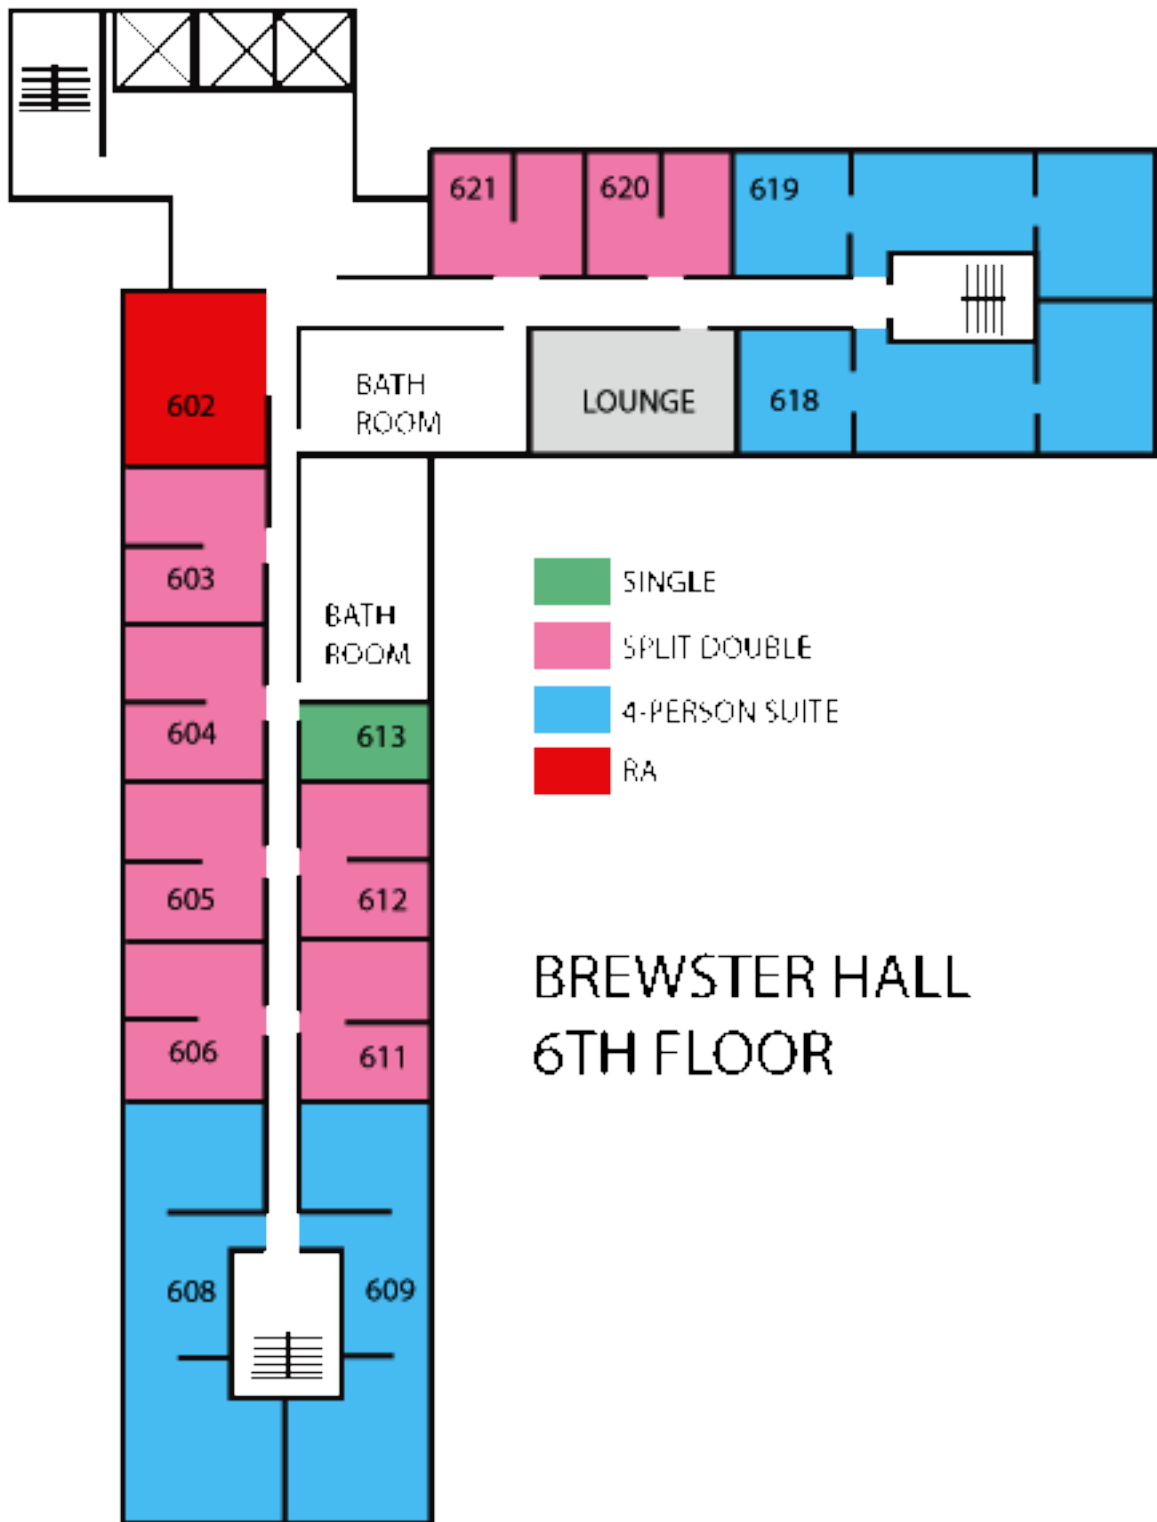 621
620
619
602
BATH
ROOM
LOUNGE
618
603
BATH
ROOM
604
613
605
612
606
611
608
609
SINGLE
SPLIT DOUBLE
4-PERSON SUITE
RA
BREWSTER HALL
6TH FLOOR